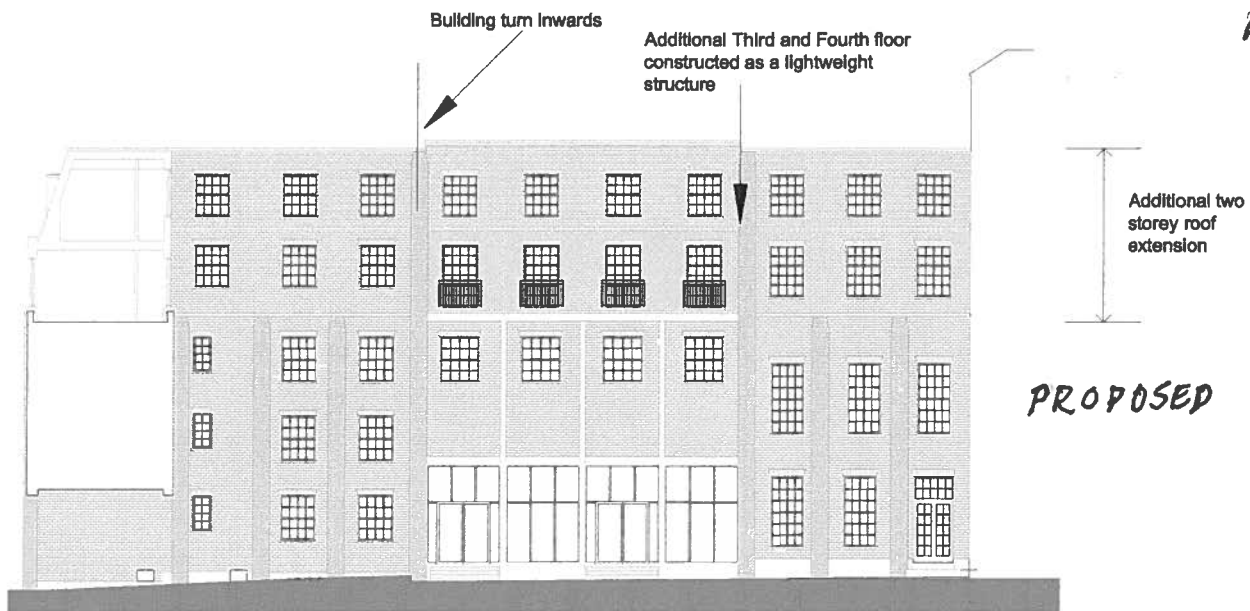 Building turn inwards
Additional Third and Fourth floor
constructed as a lightweight
structure
Additional two
storey roof
extension
PROPOSED